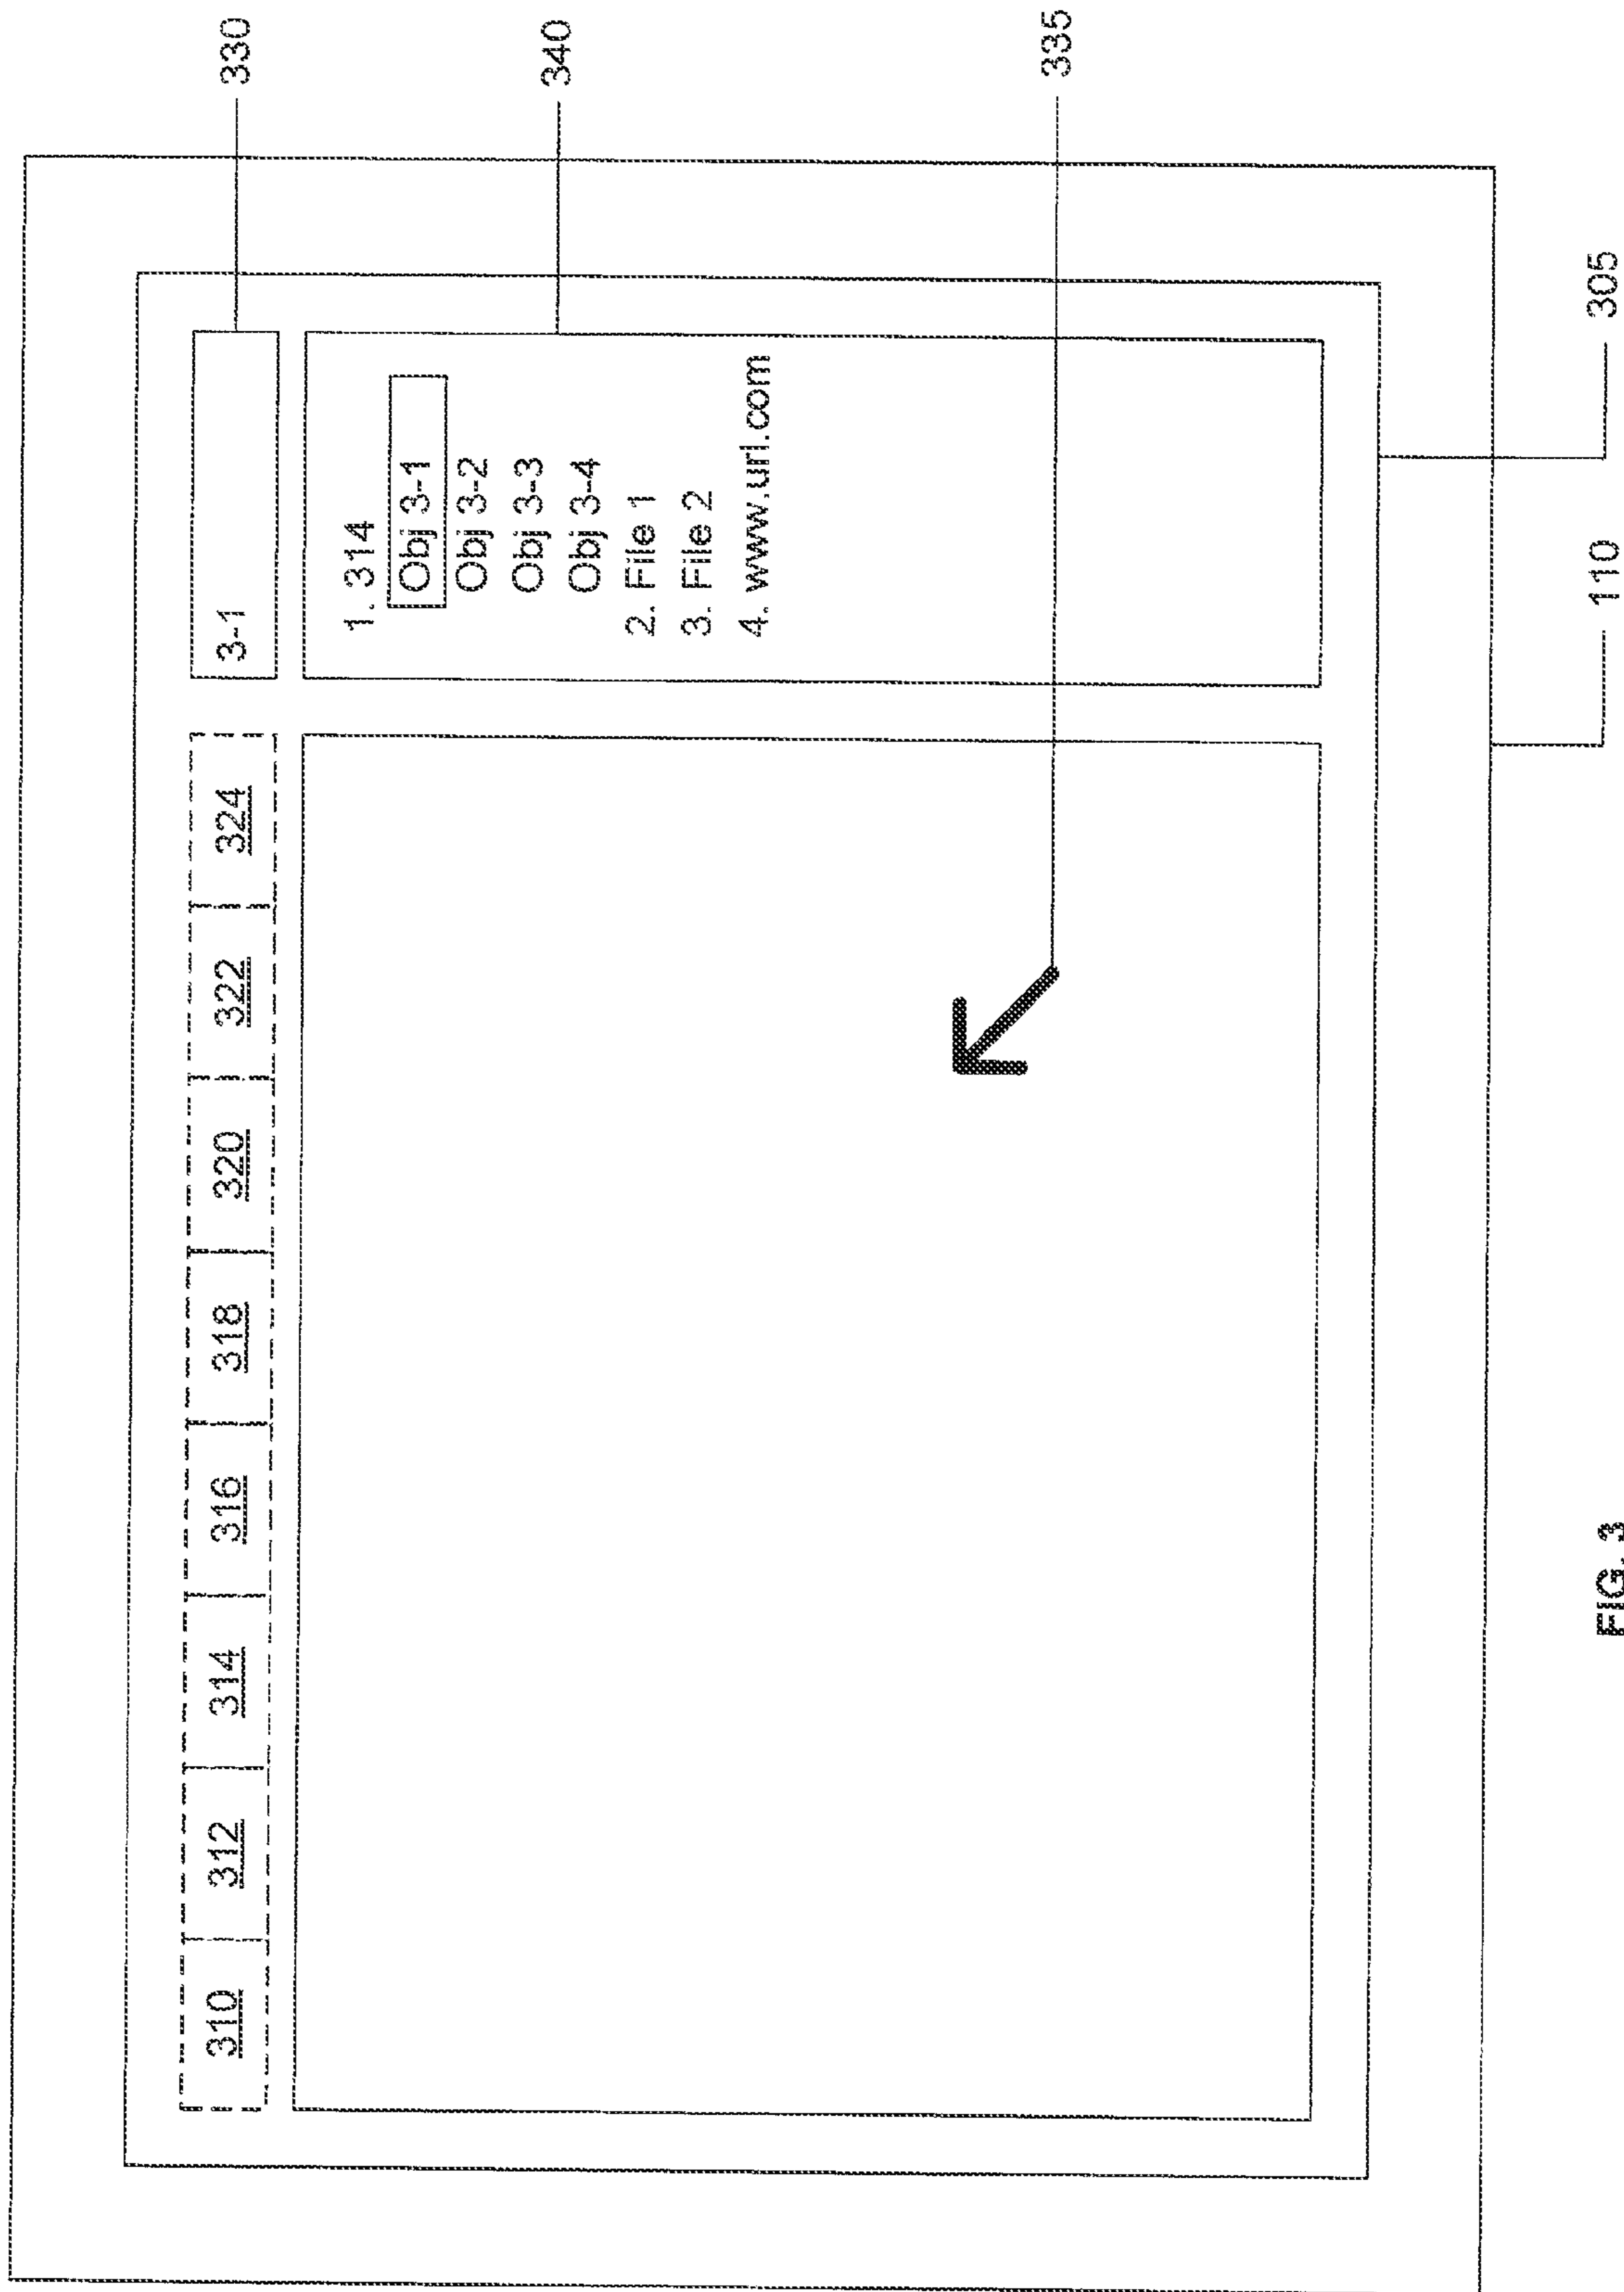 330
340
335
310 312 314 316 318 320 322 324
3-1
1. 314
Obj 3-1
Obj 3-2
Obj 3-3
Obj 3-4
2. File 1
3. File 2
4. www.url.com
110
305
FIG. 3